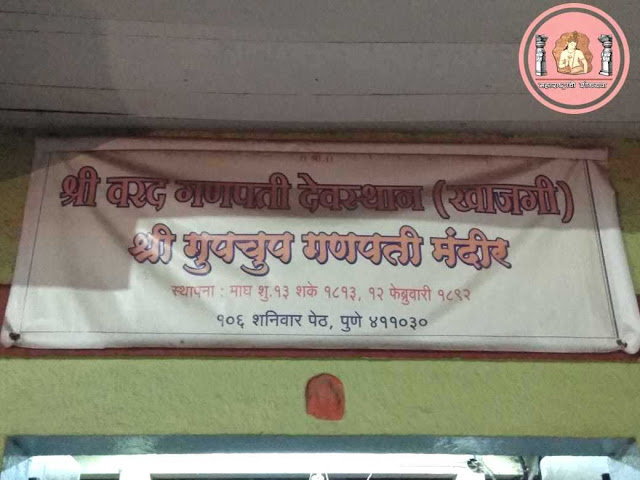 ।। श्री ।।
श्री वरद गणपती देवस्थान (खाजगी)
श्री गुपचुप गणपती मंदीर
स्थापना : माघ शु.१३ शके १८१३, १२ फेब्रुवारी १८९२
१०६ शनिवार पेठ, पुणे ४११०३०